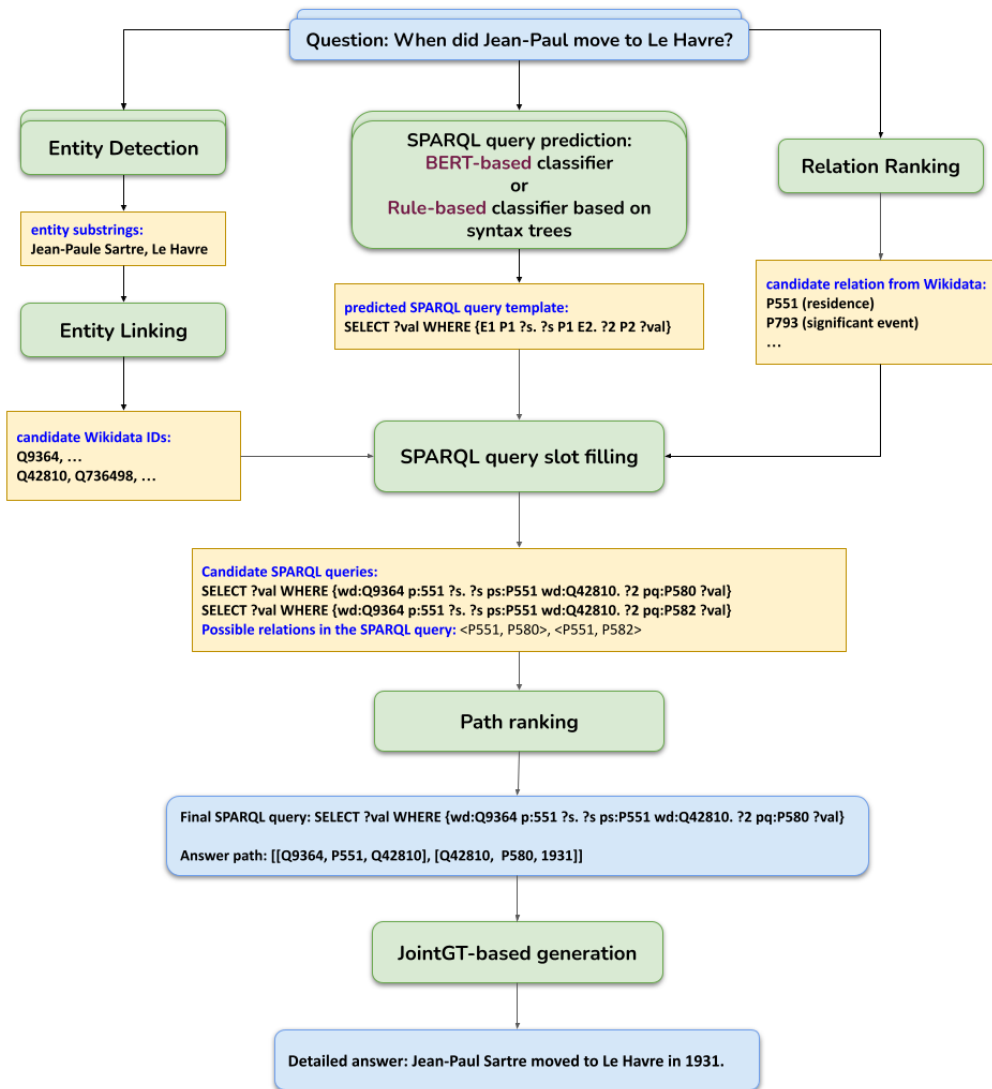 Question: When did Jean-Paul move to Le Havre?
Entity Detection
SPARQL query prediction:
BERT-based classifier
or
Rule-based classifier based on
syntax trees
Relation Ranking
entity substrings:
Jean-Paule Sartre, Le Havre
Entity Linking
predicted SPARQL query template:
SELECT ?val WHERE {E1 P1 ?s. ?s P1 E2. ?2 P2 ?val}
candidate relation from Wikidata:
P551 (residence)
P793 (significant event)
...
candidate Wikidata IDs:
Q9364, ...
Q42810, Q736498, ...
SPARQL query slot filling
Candidate SPARQL queries:
SELECT ?val WHERE {wd:Q9364 p:551 ?s. ?s ps:P551 wd:Q42810. ?2 pq:P580 ?val}
SELECT ?val WHERE {wd:Q9364 p:551 ?s. ?s ps:P551 wd:Q42810. ?2 pq:P582 ?val}
Possible relations in the SPARQL query: <P551, P580>, <P551, P582>
Path ranking
Final SPARQL query: SELECT ?val WHERE {wd:Q9364 p:551 ?s. ?s ps:P551 wd:Q42810. ?2 pq:P580 ?val}
Answer path: [[Q9364, P551, Q42810], [Q42810, P580, 1931]]
JointGT-based generation
Detailed answer: Jean-Paul Sartre moved to Le Havre in 1931.